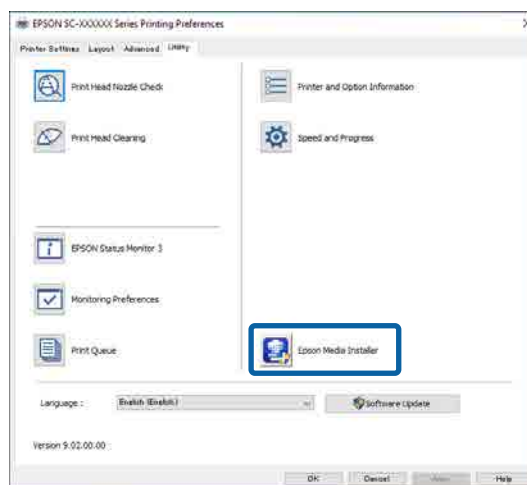 EPSON SC-XXXXXX Series Printing Preferences
X
Printer Settings Layout Advanced Utility
Print Head Nozzle Check
Printer and Option Information
Print Head Cleaning
Speed and Progress
EPSON Status Monitor 3
Monitoring Preferences
Print Queue
Epson Media Installer
Language :
English (English)
Software Update
Version 9.02.00.00
OK Cancel Apply Help